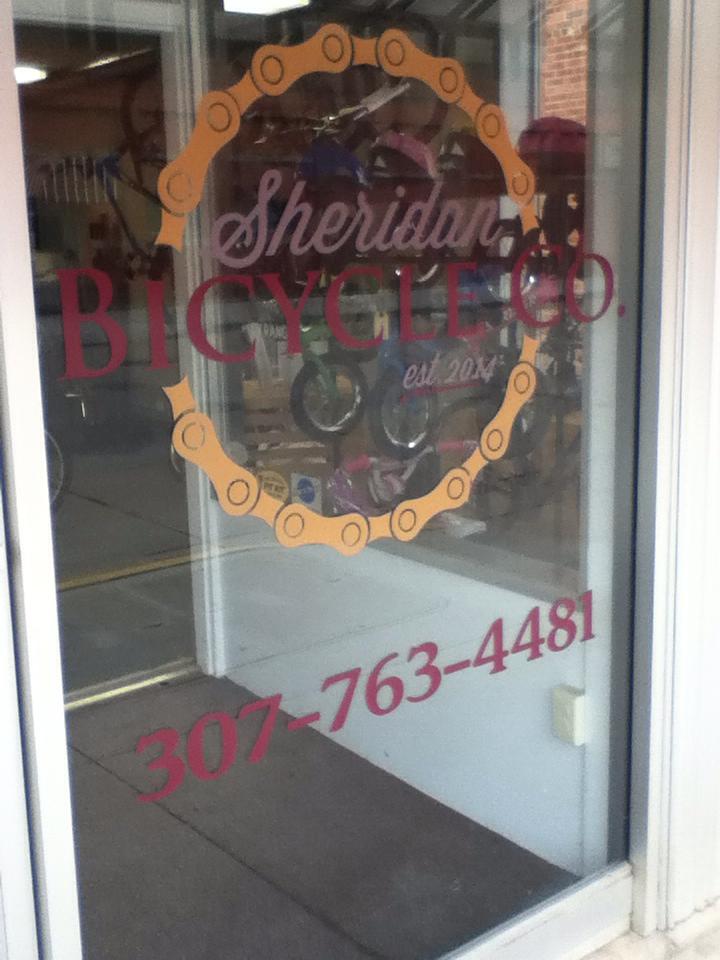 Sheridan
BICYCLE CO.
est. 2014
307-763-4481